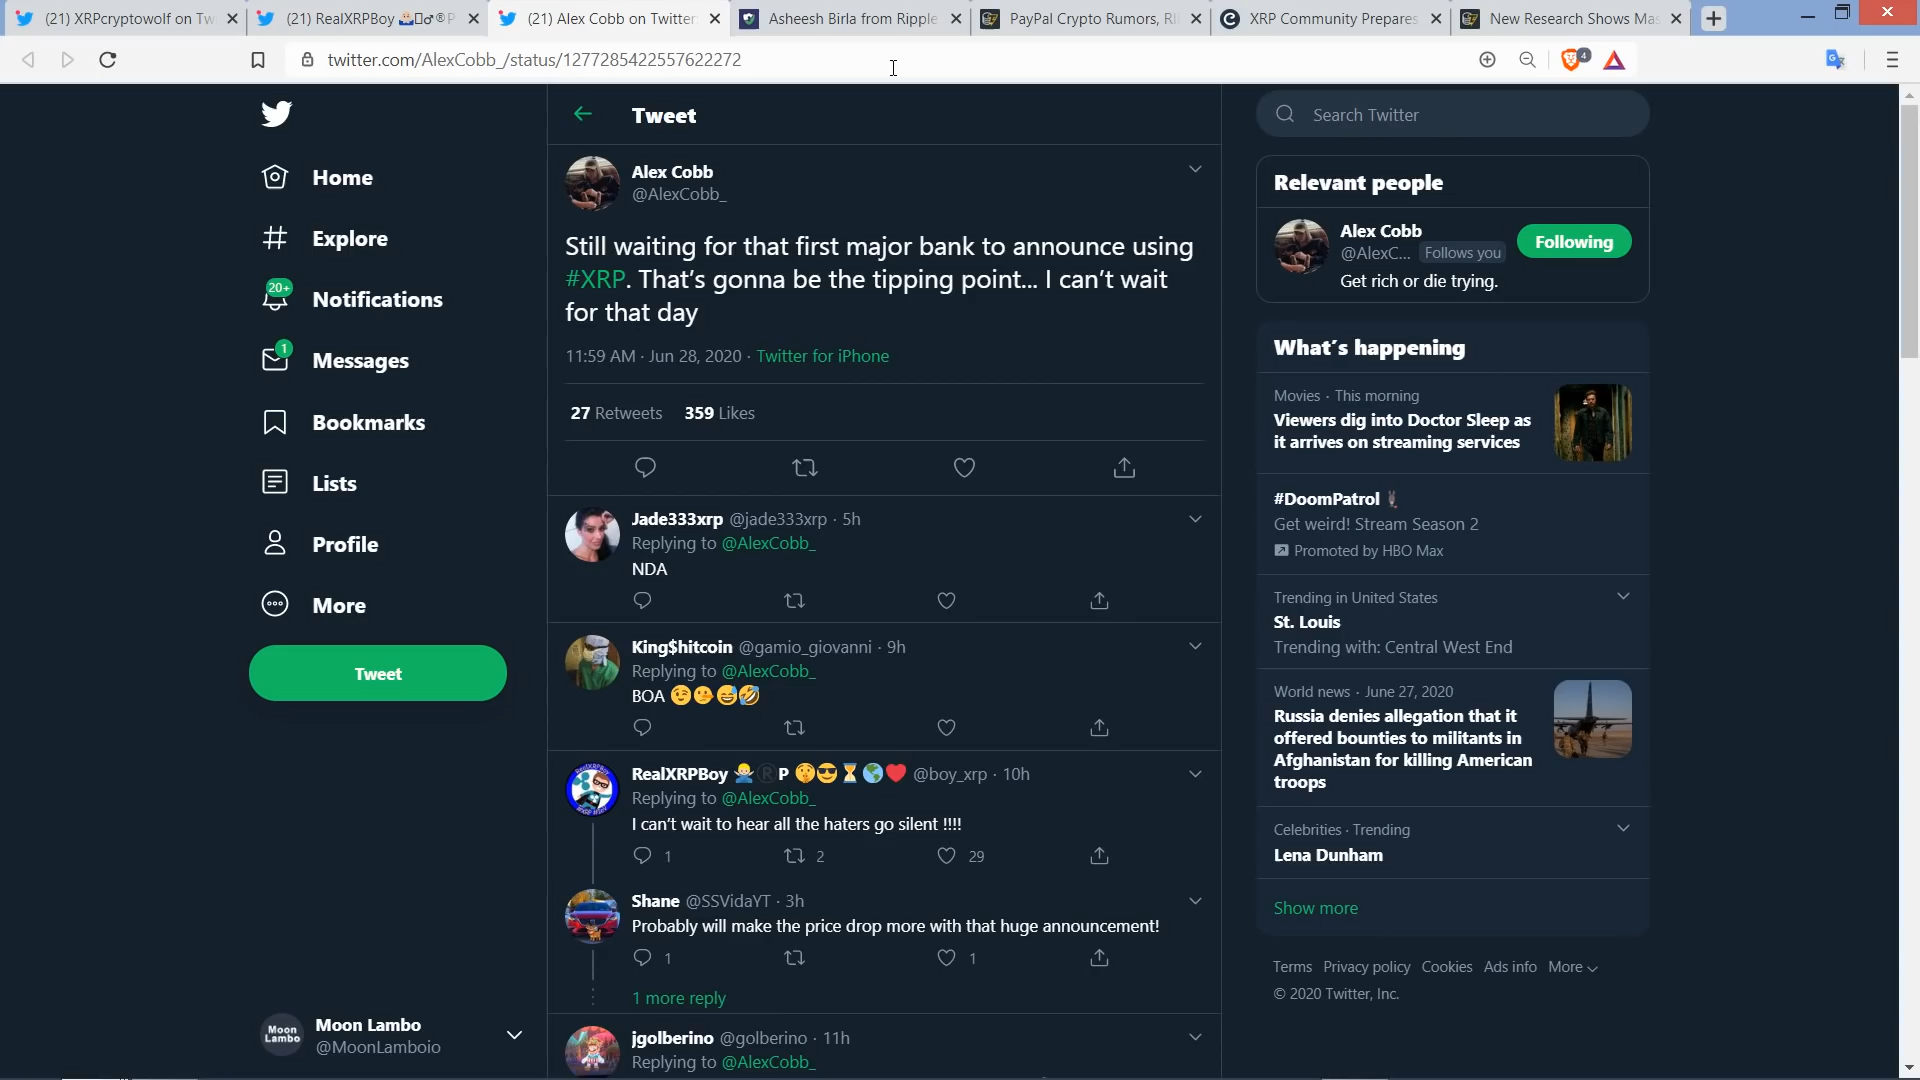 (21) XRPcryptowolf on Tw
(21) RealXRPBoy
(21) Alex Cobb on Twitter
Asheesh Birla from Ripple
PayPal Crypto Rumors, Ri
XRP Community Prepares
New Research Shows Mas
twitter.com/AlexCobb_/status/1277285422557622272
4
Home
Explore
20+
Notifications
1
Messages
Bookmarks
Lists
Profile
More
Tweet
Moon Lambo
Moon Lambo
@MoonLamboio
Tweet
Alex Cobb
@AlexCobb_
Still waiting for that first major bank to announce using
#XRP. That’s gonna be the tipping point... I can’t wait
for that day
11:59 AM · Jun 28, 2020 · Twitter for iPhone
27 Retweets 359 Likes
Jade333xrp @jade333xrp · 5h
Replying to @AlexCobb_
NDA
King$hitcoin @gamio_giovanni · 9h
Replying to @AlexCobb_
BOA 😉🤥😅🤣
RealXRPBoy 🙅‍♂️®P 🤫😎⏳🌎❤️ @boy_xrp · 10h
Replying to @AlexCobb_
I can’t wait to hear all the haters go silent !!!!
1 2 29
Shane @SSVidaYT · 3h
Probably will make the price drop more with that huge announcement!
1 1
1 more reply
jgolberino @golberino · 11h
Replying to @AlexCobb_
Search Twitter
Relevant people
Alex Cobb
@AlexC... Follows you
Following
Get rich or die trying.
What’s happening
Movies · This morning
Viewers dig into Doctor Sleep as
it arrives on streaming services
#DoomPatrol
Get weird! Stream Season 2
Promoted by HBO Max
Trending in United States
St. Louis
Trending with: Central West End
World news · June 27, 2020
Russia denies allegation that it
offered bounties to militants in
Afghanistan for killing American
troops
Celebrities · Trending
Lena Dunham
Show more
Terms Privacy policy Cookies Ads info More
© 2020 Twitter, Inc.